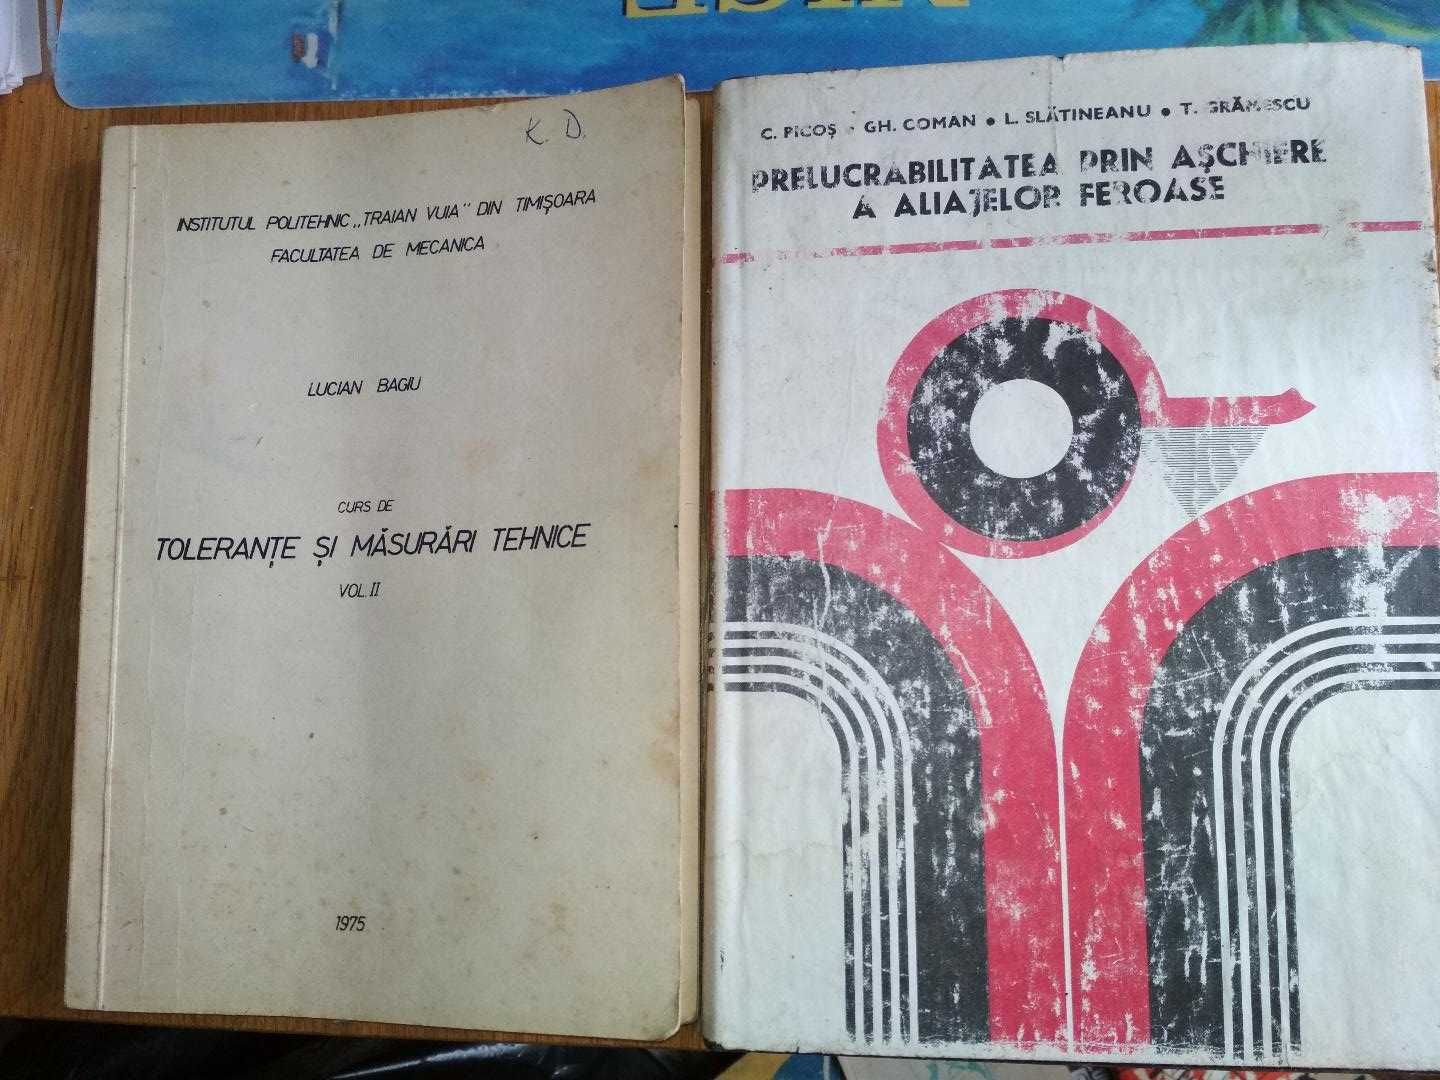 K. D.
INSTITUTUL POLITEHNIC „TRAIAN VUIA" DIN TIMIȘOARA
FACULTATEA DE MECANICA
LUCIAN BAGIU
CURS DE
TOLERANȚE ȘI MĂSURĂRI TEHNICE
VOL. II
1975
C. PICOȘ • GH. COMAN • L. SLĂTINEANU • T. GRĂMESCU
PRELUCRABILITATEA PRIN AȘCHIERE
A ALIAJELOR FEROASE